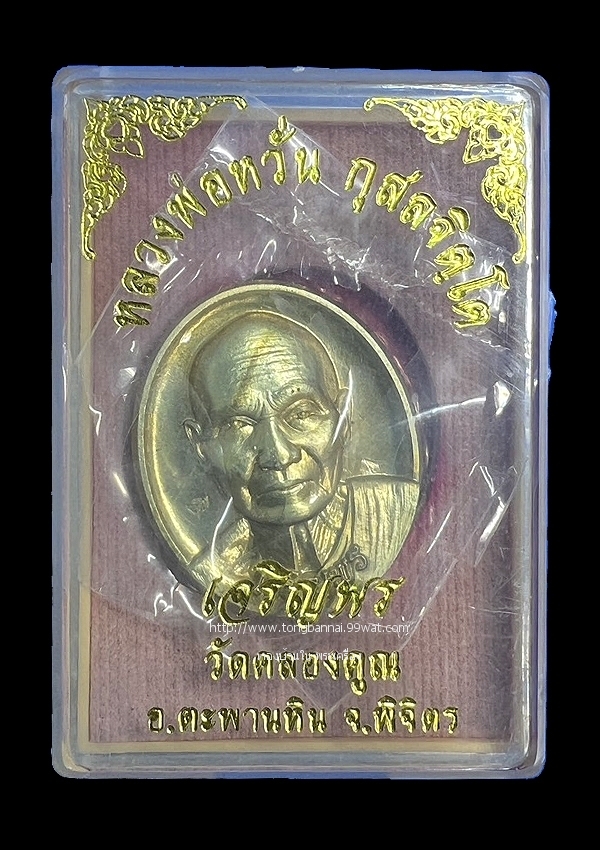 หลวงพ่อหวั่น กุสลจิตฺโต
พร
เจริญพร
http://www.tongbannai.99wat.com
วัดคลองคูณ
อ.ตะพานหิน จ.พิจิตร